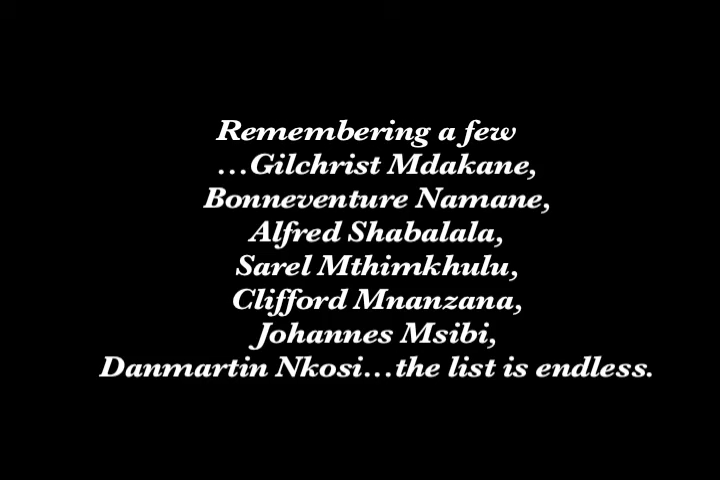 Remembering a few
...Gilchrist Mdakane,
Bonneventure Namane,
Alfred Shabalala,
Sarel Mthimkhulu,
Clifford Mnanzana,
Johannes Msibi,
Danmartin Nkosi...the list is endless.